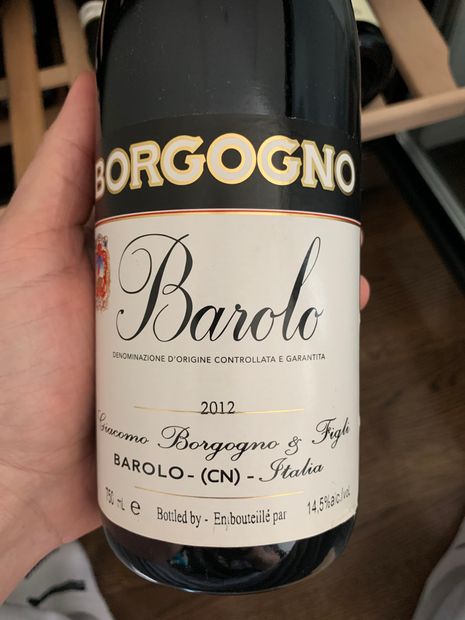 BORGOGNO
Barolo
DENOMINAZIONE D'ORIGINE CONTROLLATA E GARANTITA
2012
Giacomo Borgogno & Figli
BAROLO - (CN) - Italia
750 mL e Bottled by - Embouteillé par 14,5% alc./vol.